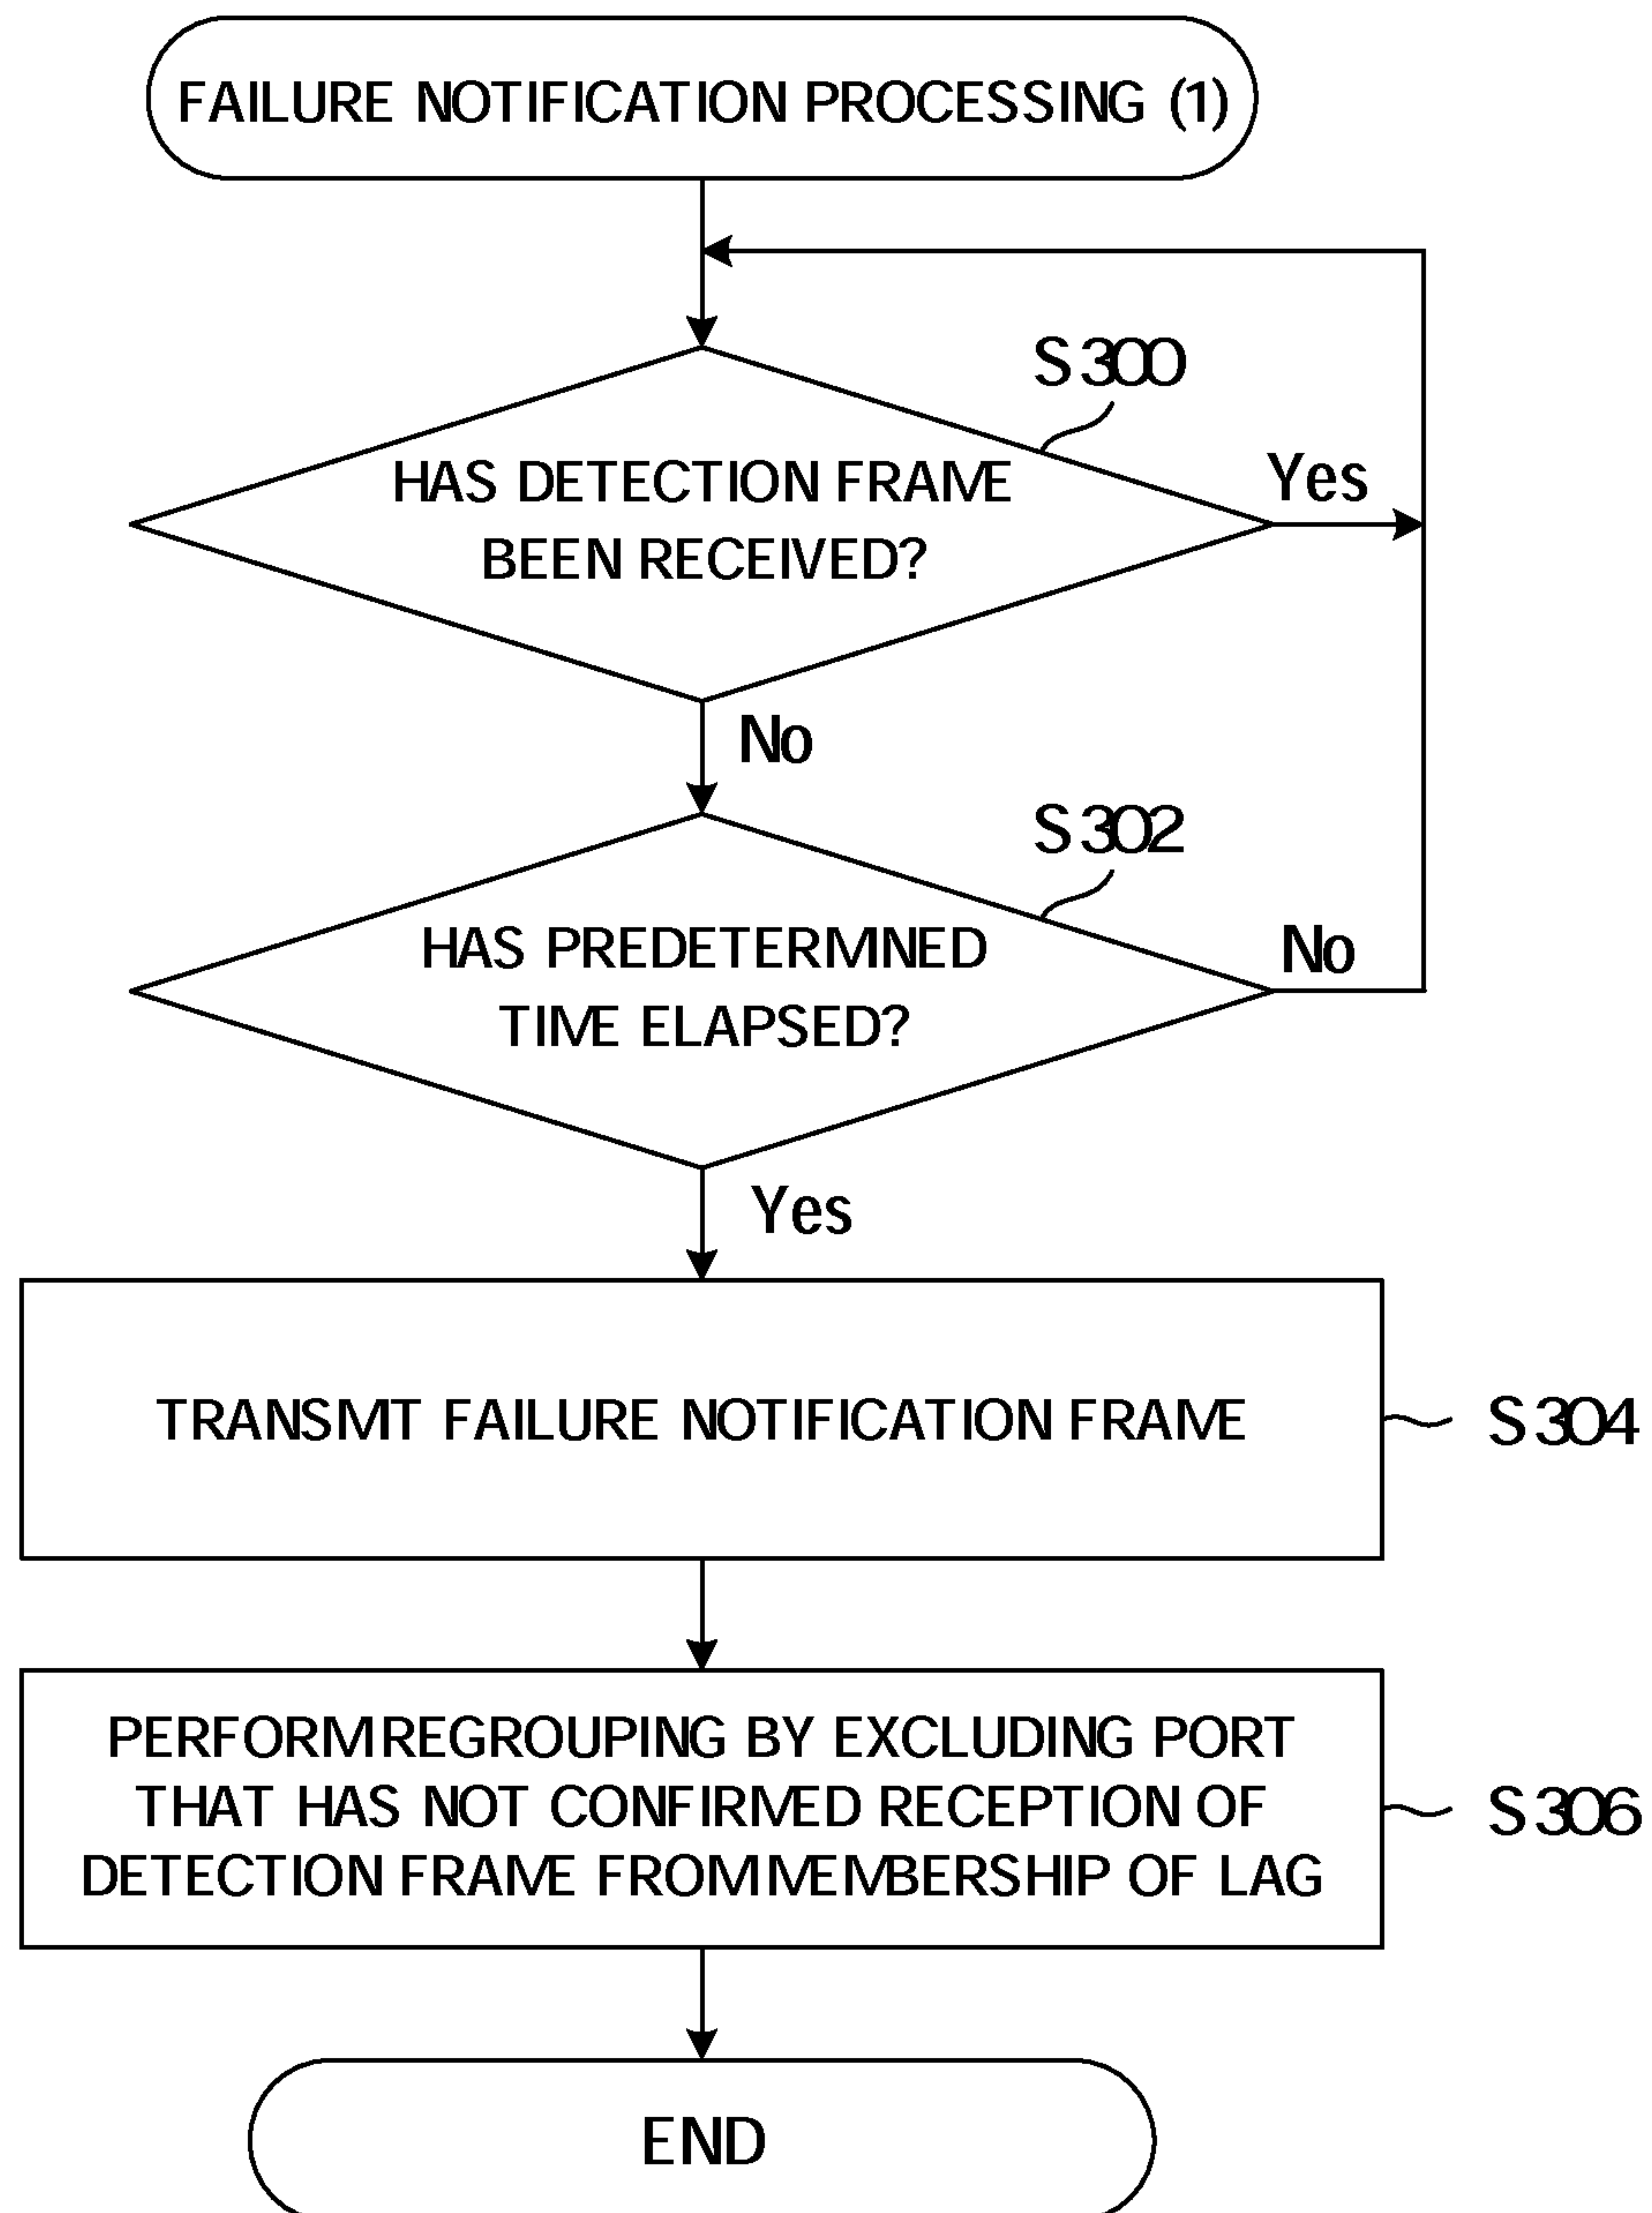 FAILURE NOTIFICATION PROCESSING (1)
S300
HAS DETECTION FRAME
BEEN RECEIVED?
Yes
No
S302
HAS PREDETERMINED
TIME ELAPSED?
No
Yes
TRANSMIT FAILURE NOTIFICATION FRAME
S304
PERFORM REGROUPING BY EXCLUDING PORT
THAT HAS NOT CONFIRMED RECEPTION OF
DETECTION FRAME FROM MEMBERSHIP OF LAG
S306
END